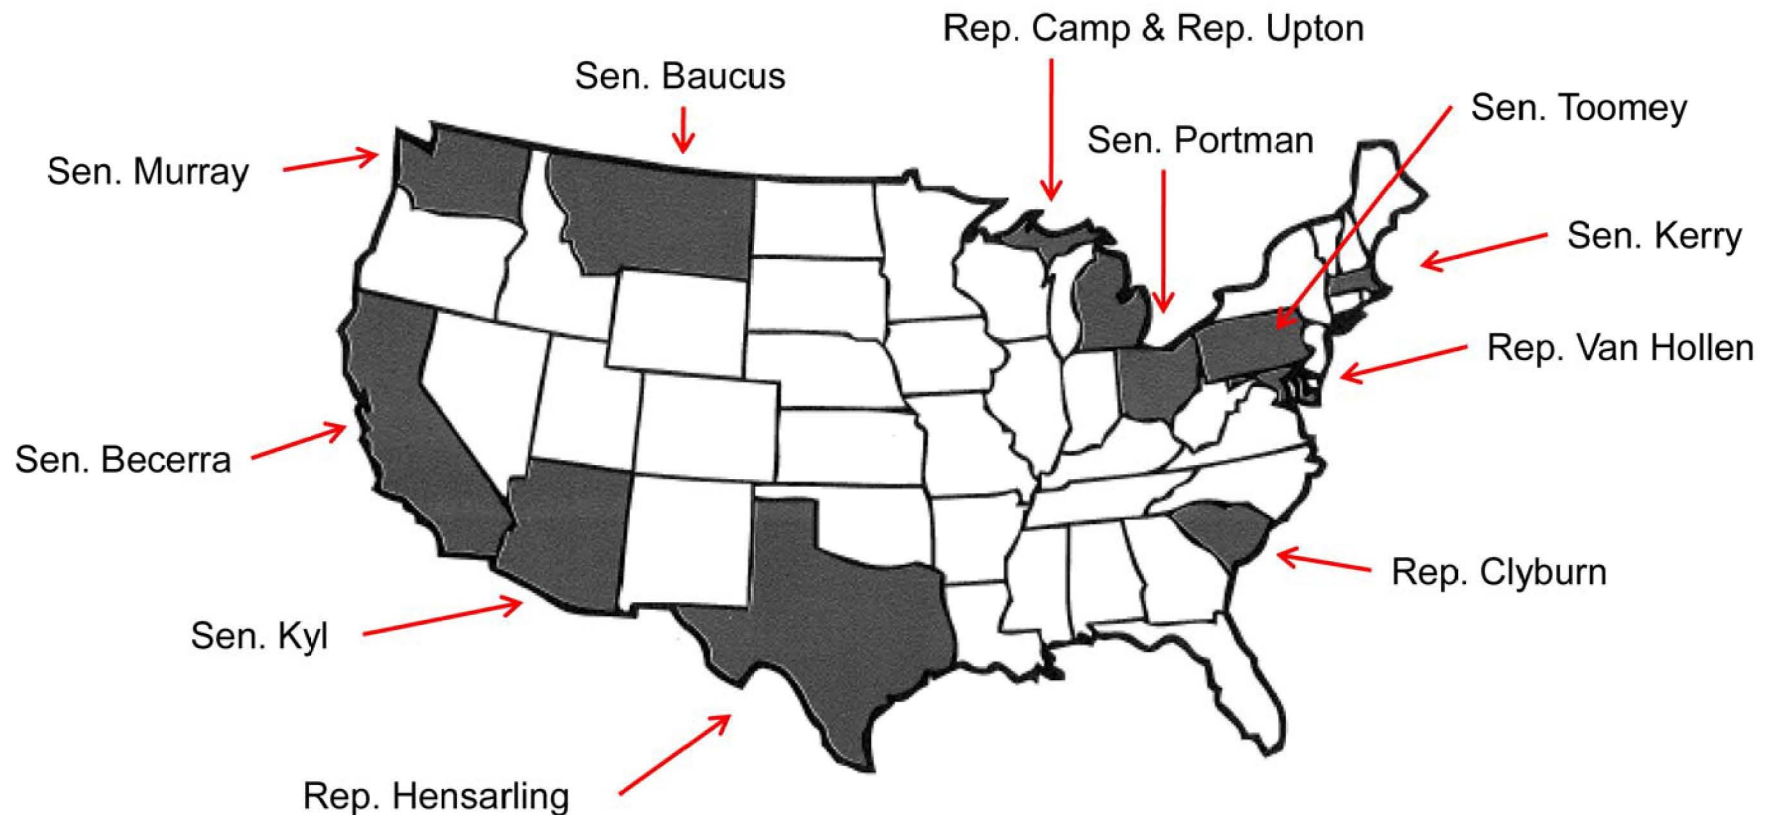 Rep. Camp & Rep. Upton
Sen. Baucus
Sen. Toomey
Sen. Portman
Sen. Murray
Sen. Kerry
Rep. Van Hollen
Sen. Becerra
Rep. Clyburn
Sen. Kyl
Rep. Hensarling